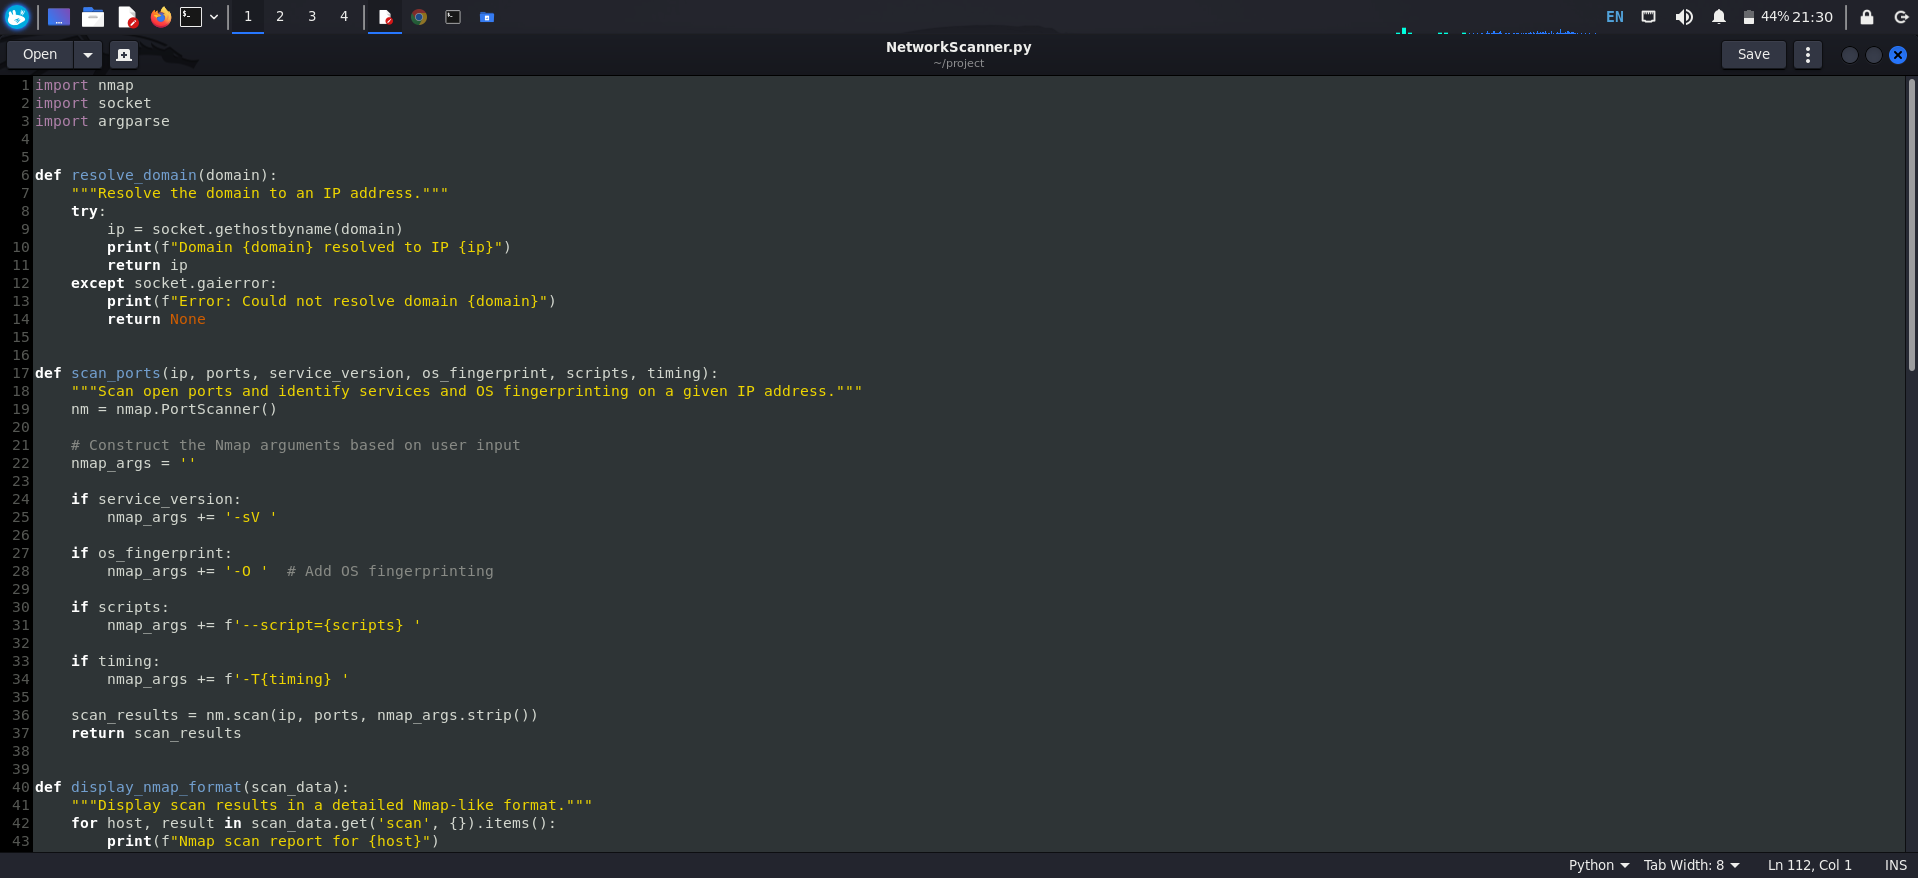 1 2 3 4 EN 44% 21:30
Open NetworkScanner.py Save
~/project
1 import nmap
2 import socket
3 import argparse
4
5
6 def resolve_domain(domain):
7     """Resolve the domain to an IP address."""
8     try:
9         ip = socket.gethostbyname(domain)
10         print(f"Domain {domain} resolved to IP {ip}")
11         return ip
12     except socket.gaierror:
13         print(f"Error: Could not resolve domain {domain}")
14         return None
15
16
17 def scan_ports(ip, ports, service_version, os_fingerprint, scripts, timing):
18     """Scan open ports and identify services and OS fingerprinting on a given IP address."""
19     nm = nmap.PortScanner()
20
21     # Construct the Nmap arguments based on user input
22     nmap_args = ''
23
24     if service_version:
25         nmap_args += '-sV '
26
27     if os_fingerprint:
28         nmap_args += '-O '  # Add OS fingerprinting
29
30     if scripts:
31         nmap_args += f'--script={scripts} '
32
33     if timing:
34         nmap_args += f'-T{timing} '
35
36     scan_results = nm.scan(ip, ports, nmap_args.strip())
37     return scan_results
38
39
40 def display_nmap_format(scan_data):
41     """Display scan results in a detailed Nmap-like format."""
42     for host, result in scan_data.get('scan', {}).items():
43         print(f"Nmap scan report for {host}")
Python Tab Width: 8 Ln 112, Col 1 INS